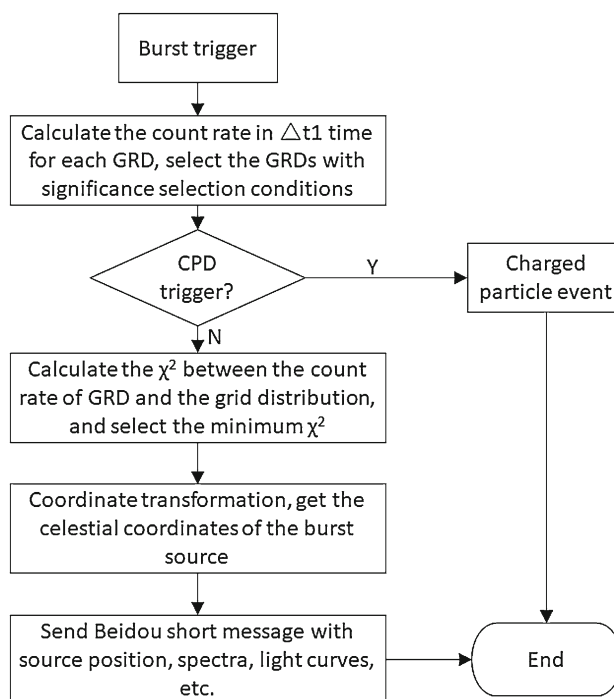 Burst trigger
Calculate the count rate in △t1 time
for each GRD, select the GRDs with
significance selection conditions
CPD
trigger?
Y
Charged
particle event
N
Calculate the χ² between the count
rate of GRD and the grid distribution,
and select the minimum χ²
Coordinate transformation, get the
celestial coordinates of the burst
source
Send Beidou short message with
source position, spectra, light curves,
etc.
End